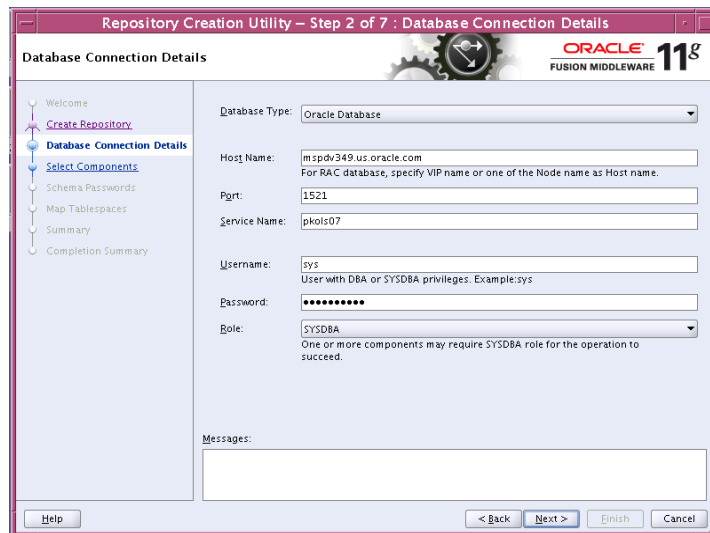 Repository Creation Utility – Step 2 of 7 : Database Connection Details
Database Connection Details
ORACLE
FUSION MIDDLEWARE 11g
Welcome
Create Repository
Database Connection Details
Select Components
Schema Passwords
Map Tablespaces
Summary
Completion Summary
Database Type: Oracle Database
Host Name: mspdv349.us.oracle.com
For RAC database, specify VIP name or one of the Node name as Host name.
Port: 1521
Service Name: pkols07
Username: sys
User with DBA or SYSDBA privileges. Example:sys
Password: ●●●●●●●●●●
Role: SYSDBA
One or more components may require SYSDBA role for the operation to
succeed.
Messages:
Help < Back Next > Finish Cancel